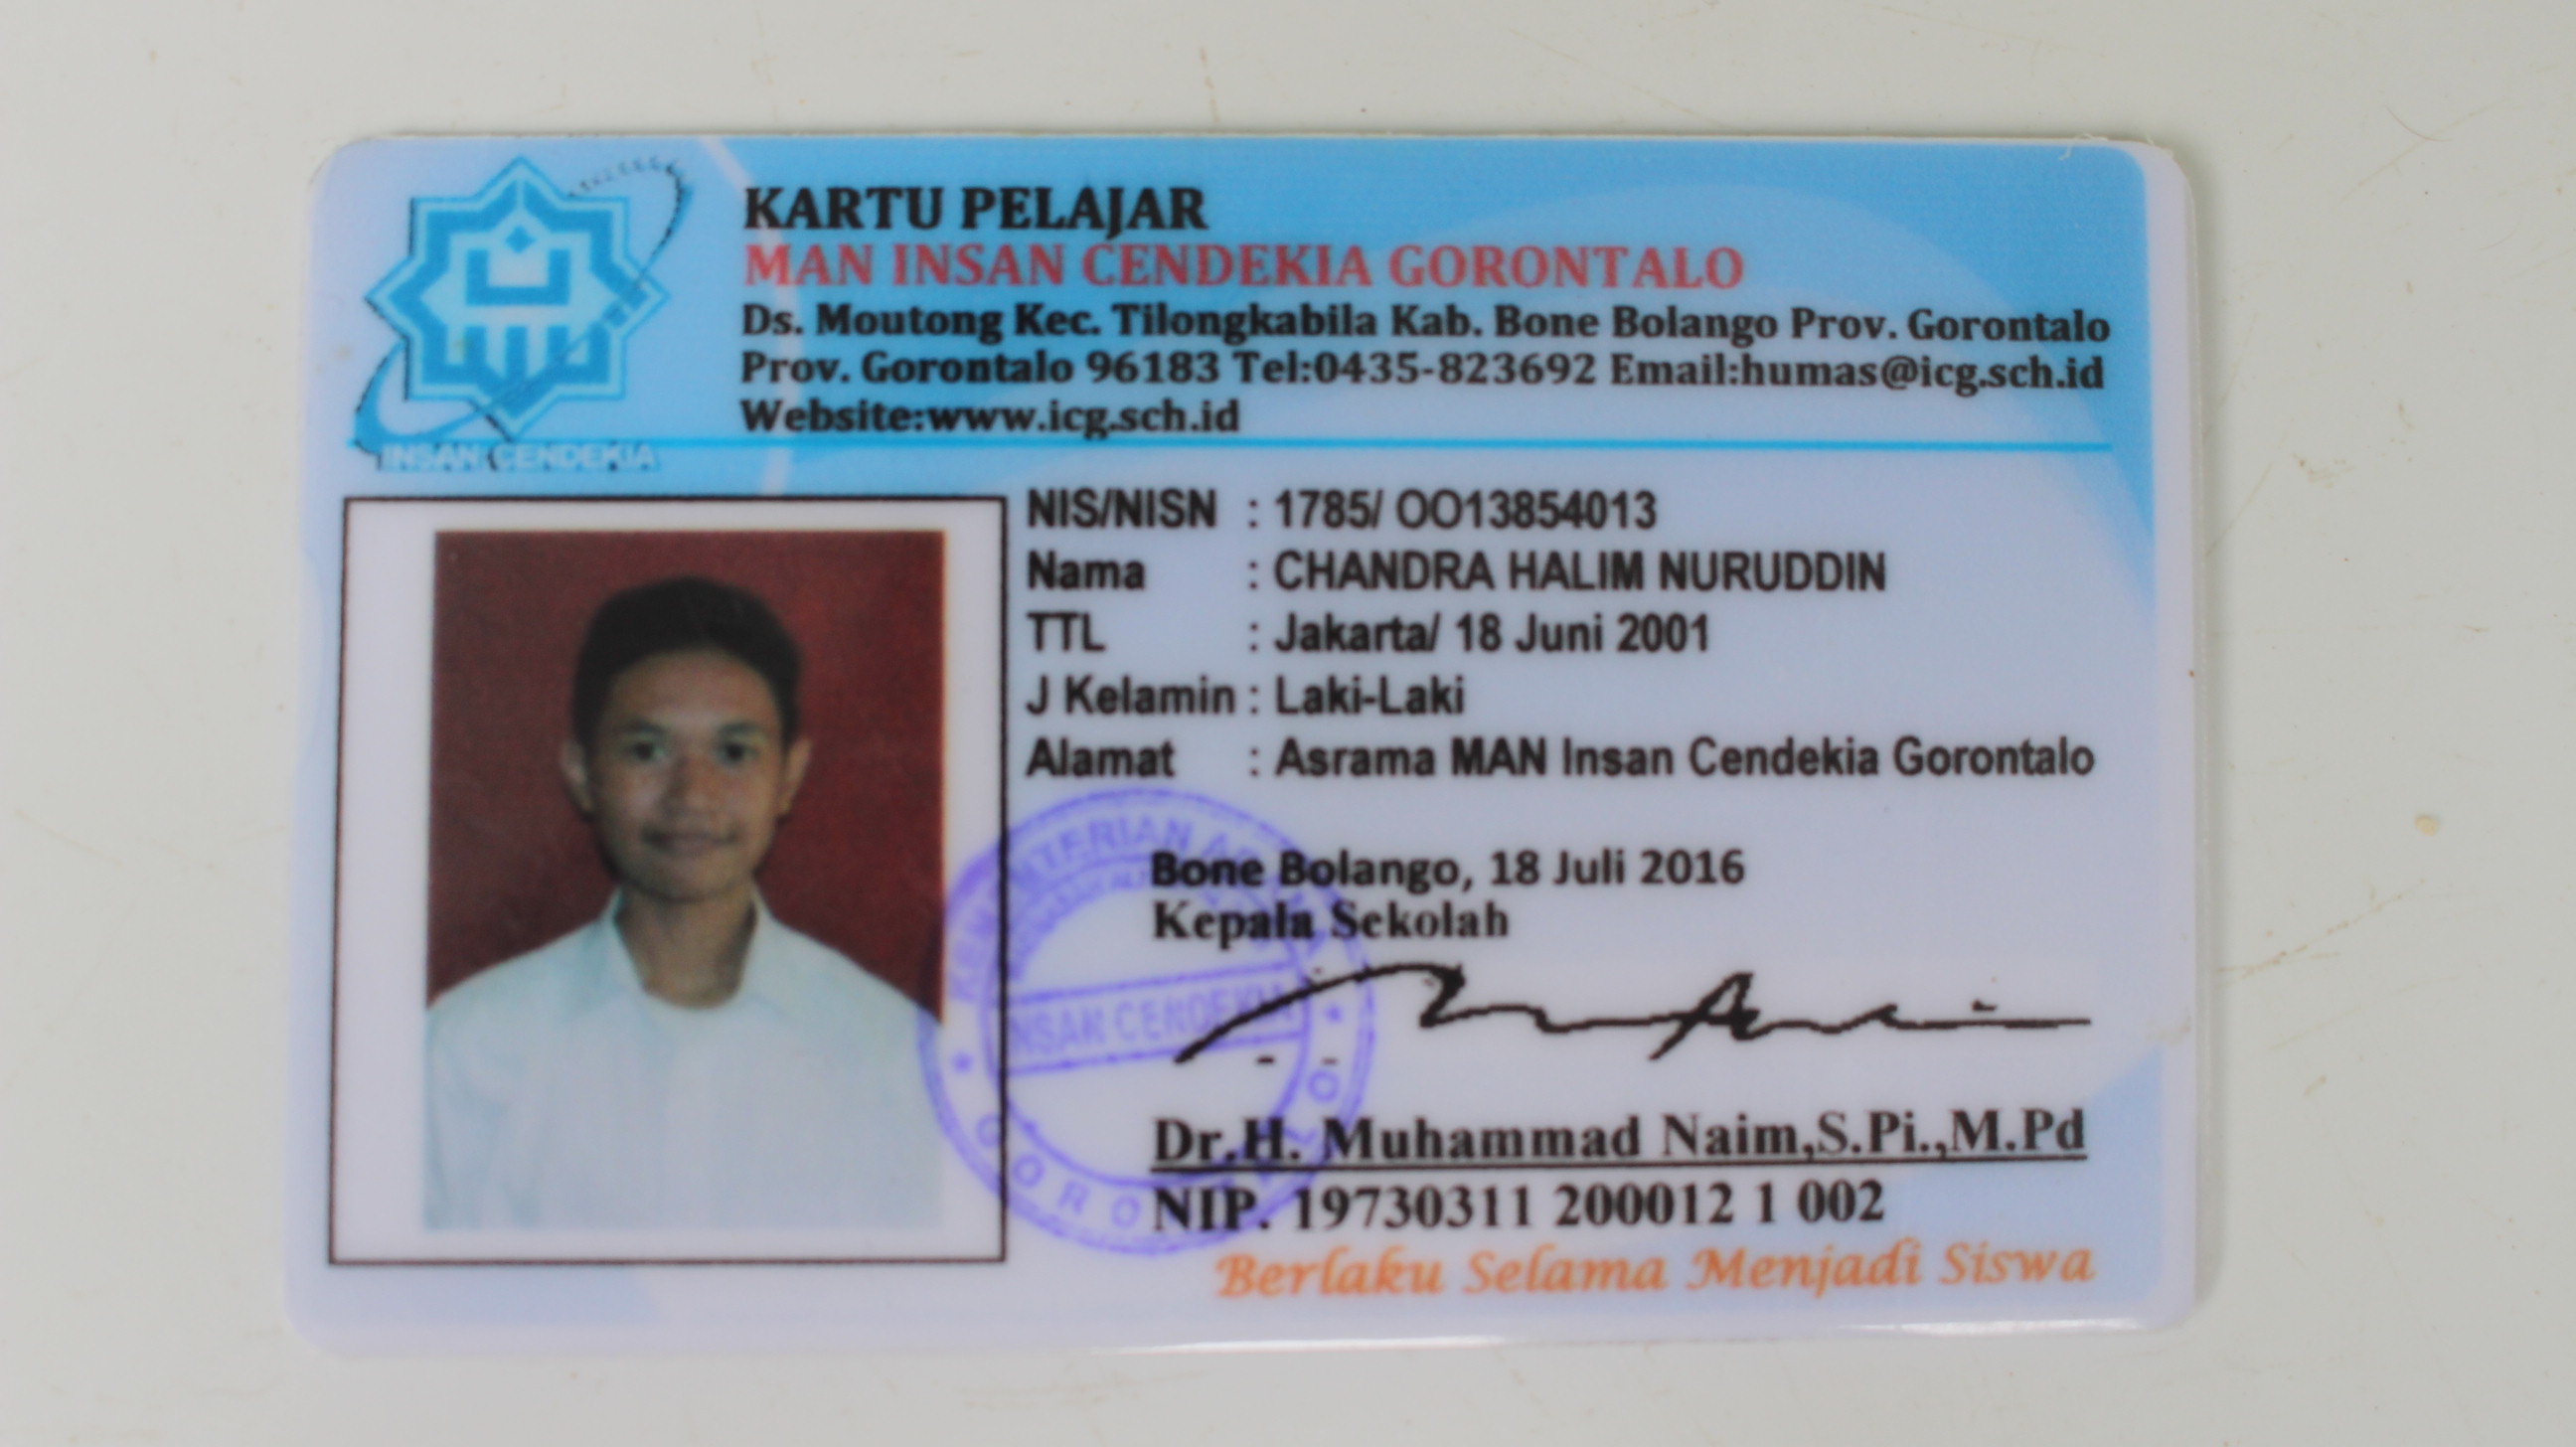 KARTU PELAJAR
MAN INSAN CENDEKIA GORONTALO
Ds. Moutong Kec. Tilongkabila Kab. Bone Bolango Prov. Gorontalo
Prov. Gorontalo 96183 Tel:0435-823692 Email:humas@icg.sch.id
Website:www.icg.sch.id
INSAN CENDEKIA
NIS/NISN : 1785/ OO13854013
Nama : CHANDRA HALIM NURUDDIN
TTL : Jakarta/ 18 Juni 2001
J Kelamin : Laki-Laki
Alamat : Asrama MAN Insan Cendekia Gorontalo
Bone Bolango, 18 Juli 2016
Kepala Sekolah
INSAN CENDEKIA
Dr.H. Muhammad Naim,S.Pi.,M.Pd
NIP. 19730311 200012 1 002
Berlaku Selama Menjadi Siswa